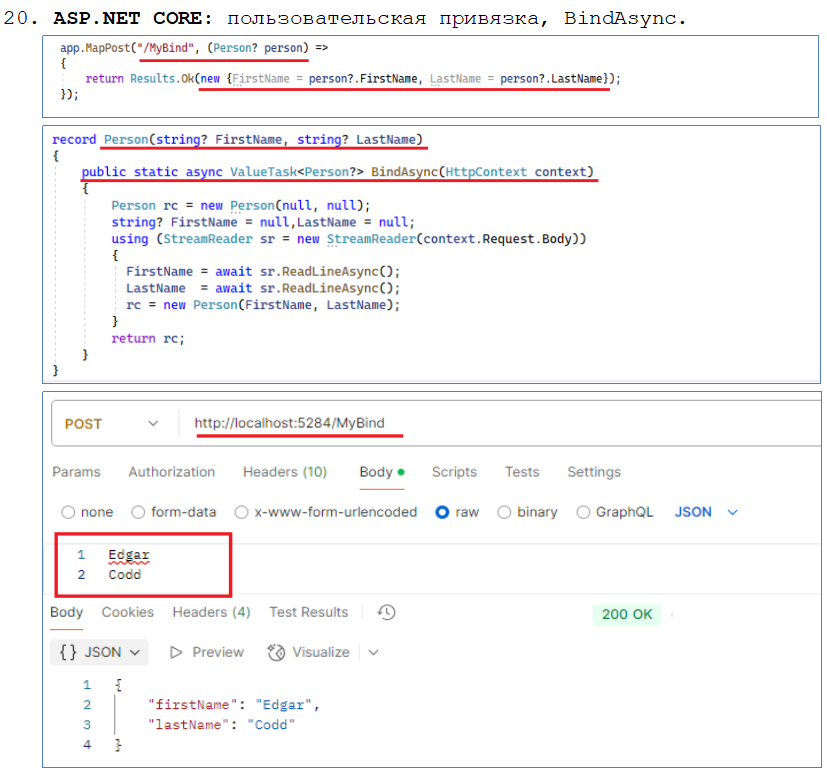 20. ASP.NET CORE: пользовательская привязка, BindAsync.
app.MapPost("/MyBind", (Person? person) =>
{
return Results.Ok(new {FirstName = person?.FirstName, LastName = person?.LastName});
});
record Person(string? FirstName, string? LastName)
{
public static async ValueTask<Person?> BindAsync(HttpContext context)
{
Person rc = new Person(null, null);
string? FirstName = null,LastName = null;
using (StreamReader sr = new StreamReader(context.Request.Body))
{
FirstName = await sr.ReadLineAsync();
LastName  = await sr.ReadLineAsync();
rc = new Person(FirstName, LastName);
}
return rc;
}
}
POST http://localhost:5284/MyBind
Params Authorization Headers (10) Body Scripts Tests Settings
none form-data x-www-form-urlencoded raw binary GraphQL JSON
1 Edgar
2 Codd
Body Cookies Headers (4) Test Results 200 OK
{} JSON Preview Visualize
1 {
2 "firstName": "Edgar",
3 "lastName": "Codd"
4 }